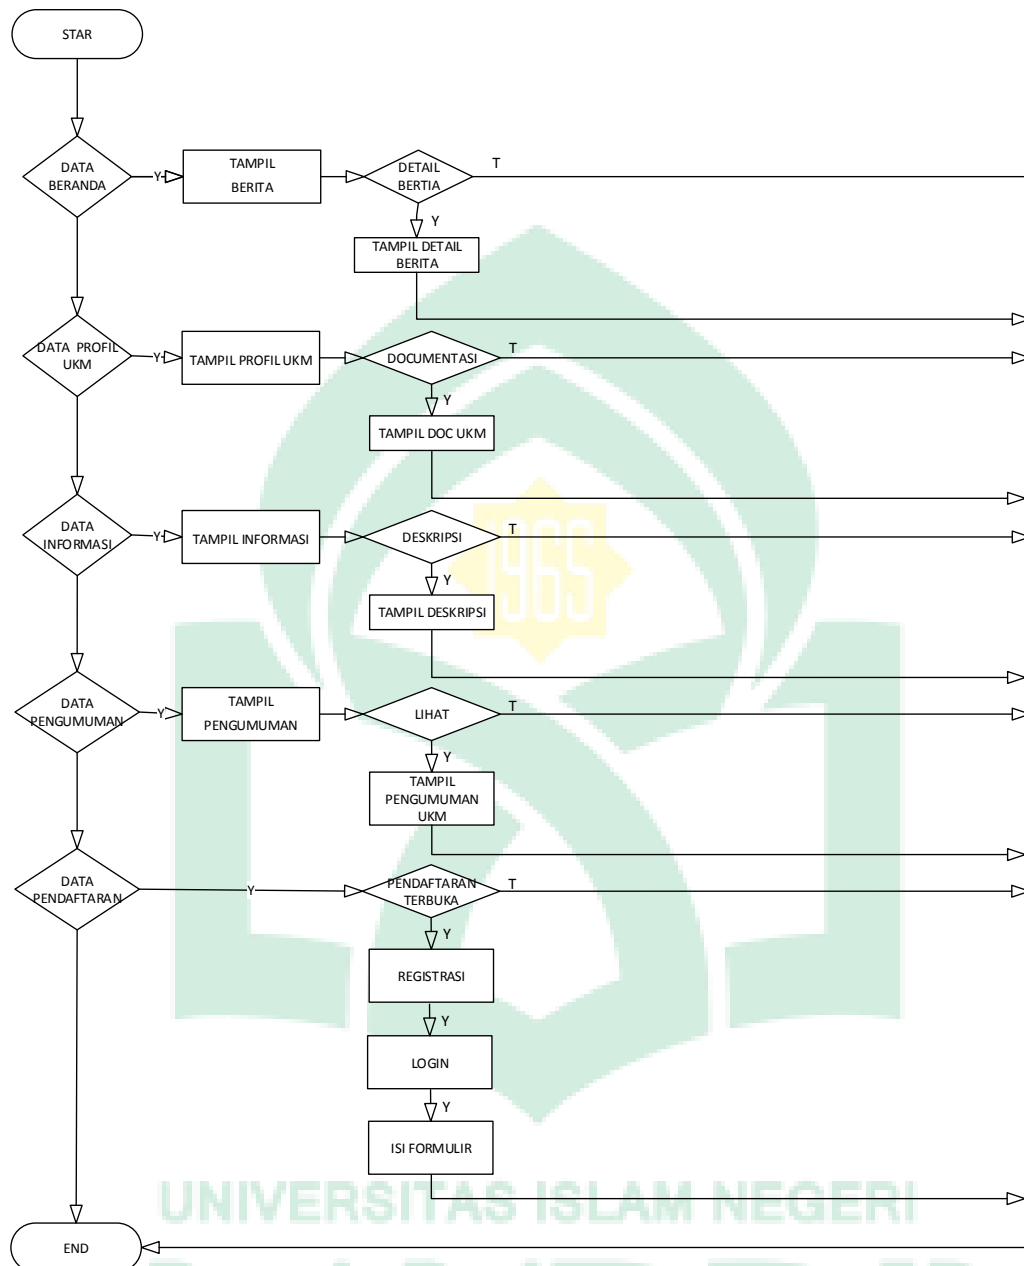 STAR
DATA
BERANDA
Y
TAMPIL
BERITA
DETAIL
BERTIA
T
Y
TAMPIL DETAIL
BERITA
DATA PROFIL
UKM
Y
TAMPIL PROFIL UKM
DOCUMENTASI
T
Y
TAMPIL DOC UKM
DATA
INFORMASI
Y
TAMPIL INFORMASI
DESKRIPSI
T
Y
TAMPIL DESKRIPSI
1965
DATA
PENGUMUMAN
Y
TAMPIL
PENGUMUMAN
LIHAT
T
Y
TAMPIL
PENGUMUMAN
UKM
DATA
PENDAFTARAN
Y
PENDAFTARAN
TERBUKA
T
Y
REGISTRASI
Y
LOGIN
Y
ISI FORMULIR
UNIVERSITAS ISLAM NEGERI
END